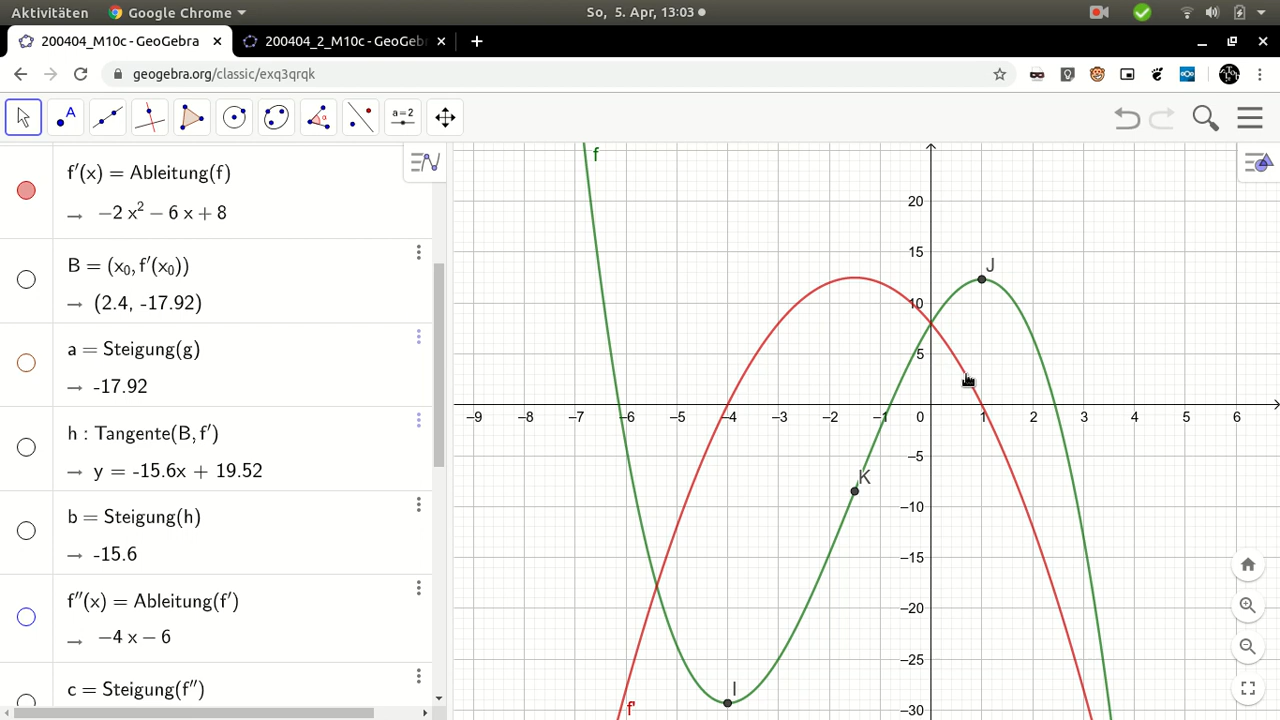 Aktivitäten Google Chrome So, 5. Apr, 13:03
200404_M10c - GeoGebra × 200404_2_M10c - GeoGeb × +
geogebra.org/classic/exq3qrqk
A a=2
f′(x) = Ableitung(f)
→ −2 x² − 6 x + 8
B = (x₀, f′(x₀))
→ (2.4, -17.92)
a = Steigung(g)
→ -17.92
h : Tangente(B, f′)
→ y = -15.6x + 19.52
b = Steigung(h)
→ -15.6
f″(x) = Ableitung(f′)
→ −4 x − 6
c = Steigung(f″)
f
20
15
J
10
5
−9 −8 −7 −6 −5 −4 −3 −2 −1 0 1 2 3 4 5 6
−5
K
−10
−15
−20
−25
I
f'
−30